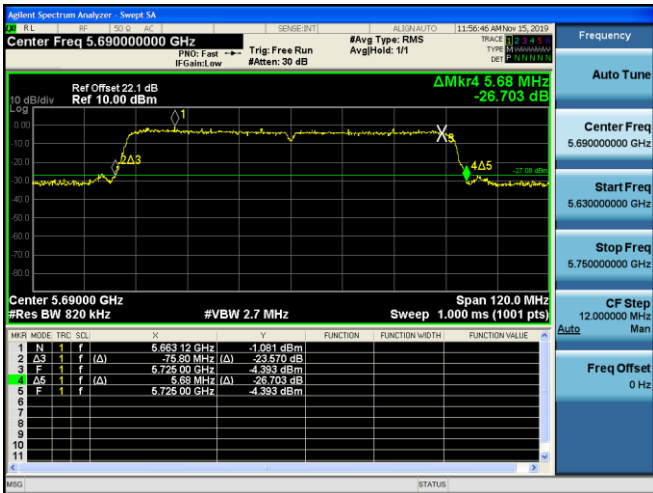 Agilent Spectrum Analyzer - Swept SA
RL RF 50 Ω AC SENSE:INT ALIGN AUTO 11:56:46 AM Nov 15, 2019
Center Freq 5.690000000 GHz
PNO: Fast
IFGain:Low
Trig: Free Run
#Atten: 30 dB
#Avg Type: RMS
Avg|Hold: 1/1
TRACE 1 2 3 4 5 6
TYPE M
DET P N N N N N
Ref Offset 22.1 dB
10 dB/div Ref 10.00 dBm
Log
ΔMkr4 5.68 MHz
-26.703 dB
0.00
-10.0
-20.0
-30.0
-40.0
-50.0
-60.0
-70.0
-80.0
1
2Δ3
3
4Δ5
-27.08 dBm
Center 5.69000 GHz Span 120.0 MHz
#Res BW 820 kHz #VBW 2.7 MHz Sweep 1.000 ms (1001 pts)
MKR MODE TRC SCL X Y FUNCTION FUNCTION WIDTH FUNCTION VALUE
1 N 1 f 5.663 12 GHz -1.081 dBm
2 Δ3 1 f (Δ) -75.80 MHz (Δ) -23.570 dB
3 F 1 f 5.725 00 GHz -4.393 dBm
4 Δ5 1 f (Δ) 5.68 MHz (Δ) -26.703 dB
5 F 1 f 5.725 00 GHz -4.393 dBm
6
7
8
9
10
11
MSG STATUS
Frequency
Auto Tune
Center Freq
5.690000000 GHz
Start Freq
5.630000000 GHz
Stop Freq
5.750000000 GHz
CF Step
12.000000 MHz
Auto Man
Freq Offset
0 Hz